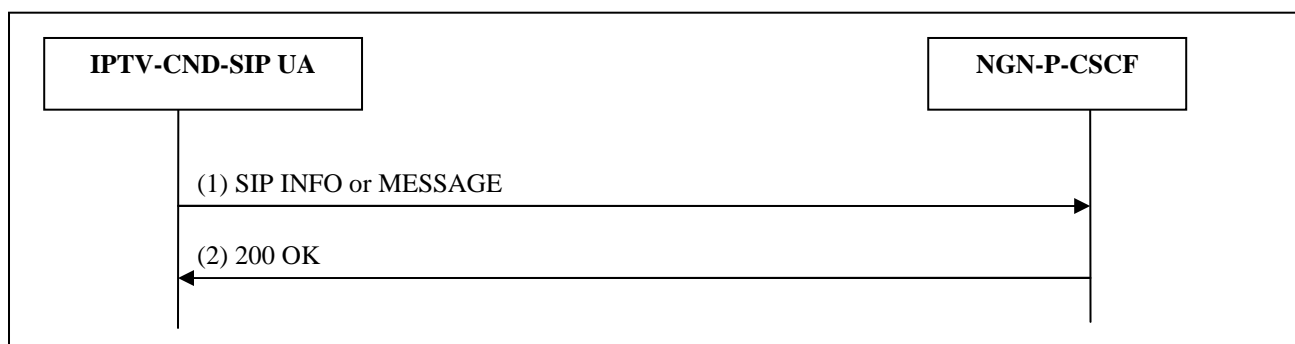 IPTV-CND-SIP UA
NGN-P-CSCF
(1) SIP INFO or MESSAGE
(2) 200 OK